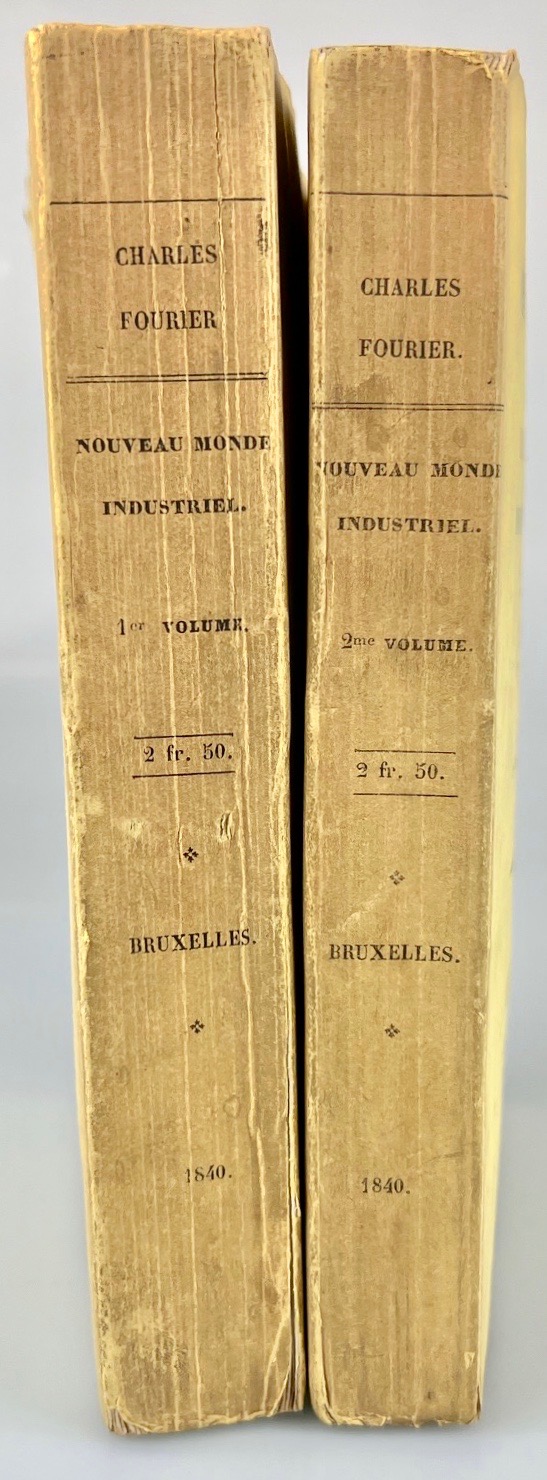 CHARLES
FOURIER
NOUVEAU MONDE
INDUSTRIEL.
1er VOLUME.
2 fr. 50.
BRUXELLES.
1840.
CHARLES
FOURIER.
NOUVEAU MONDE
INDUSTRIEL.
2me VOLUME.
2 fr. 50.
BRUXELLES.
1840.